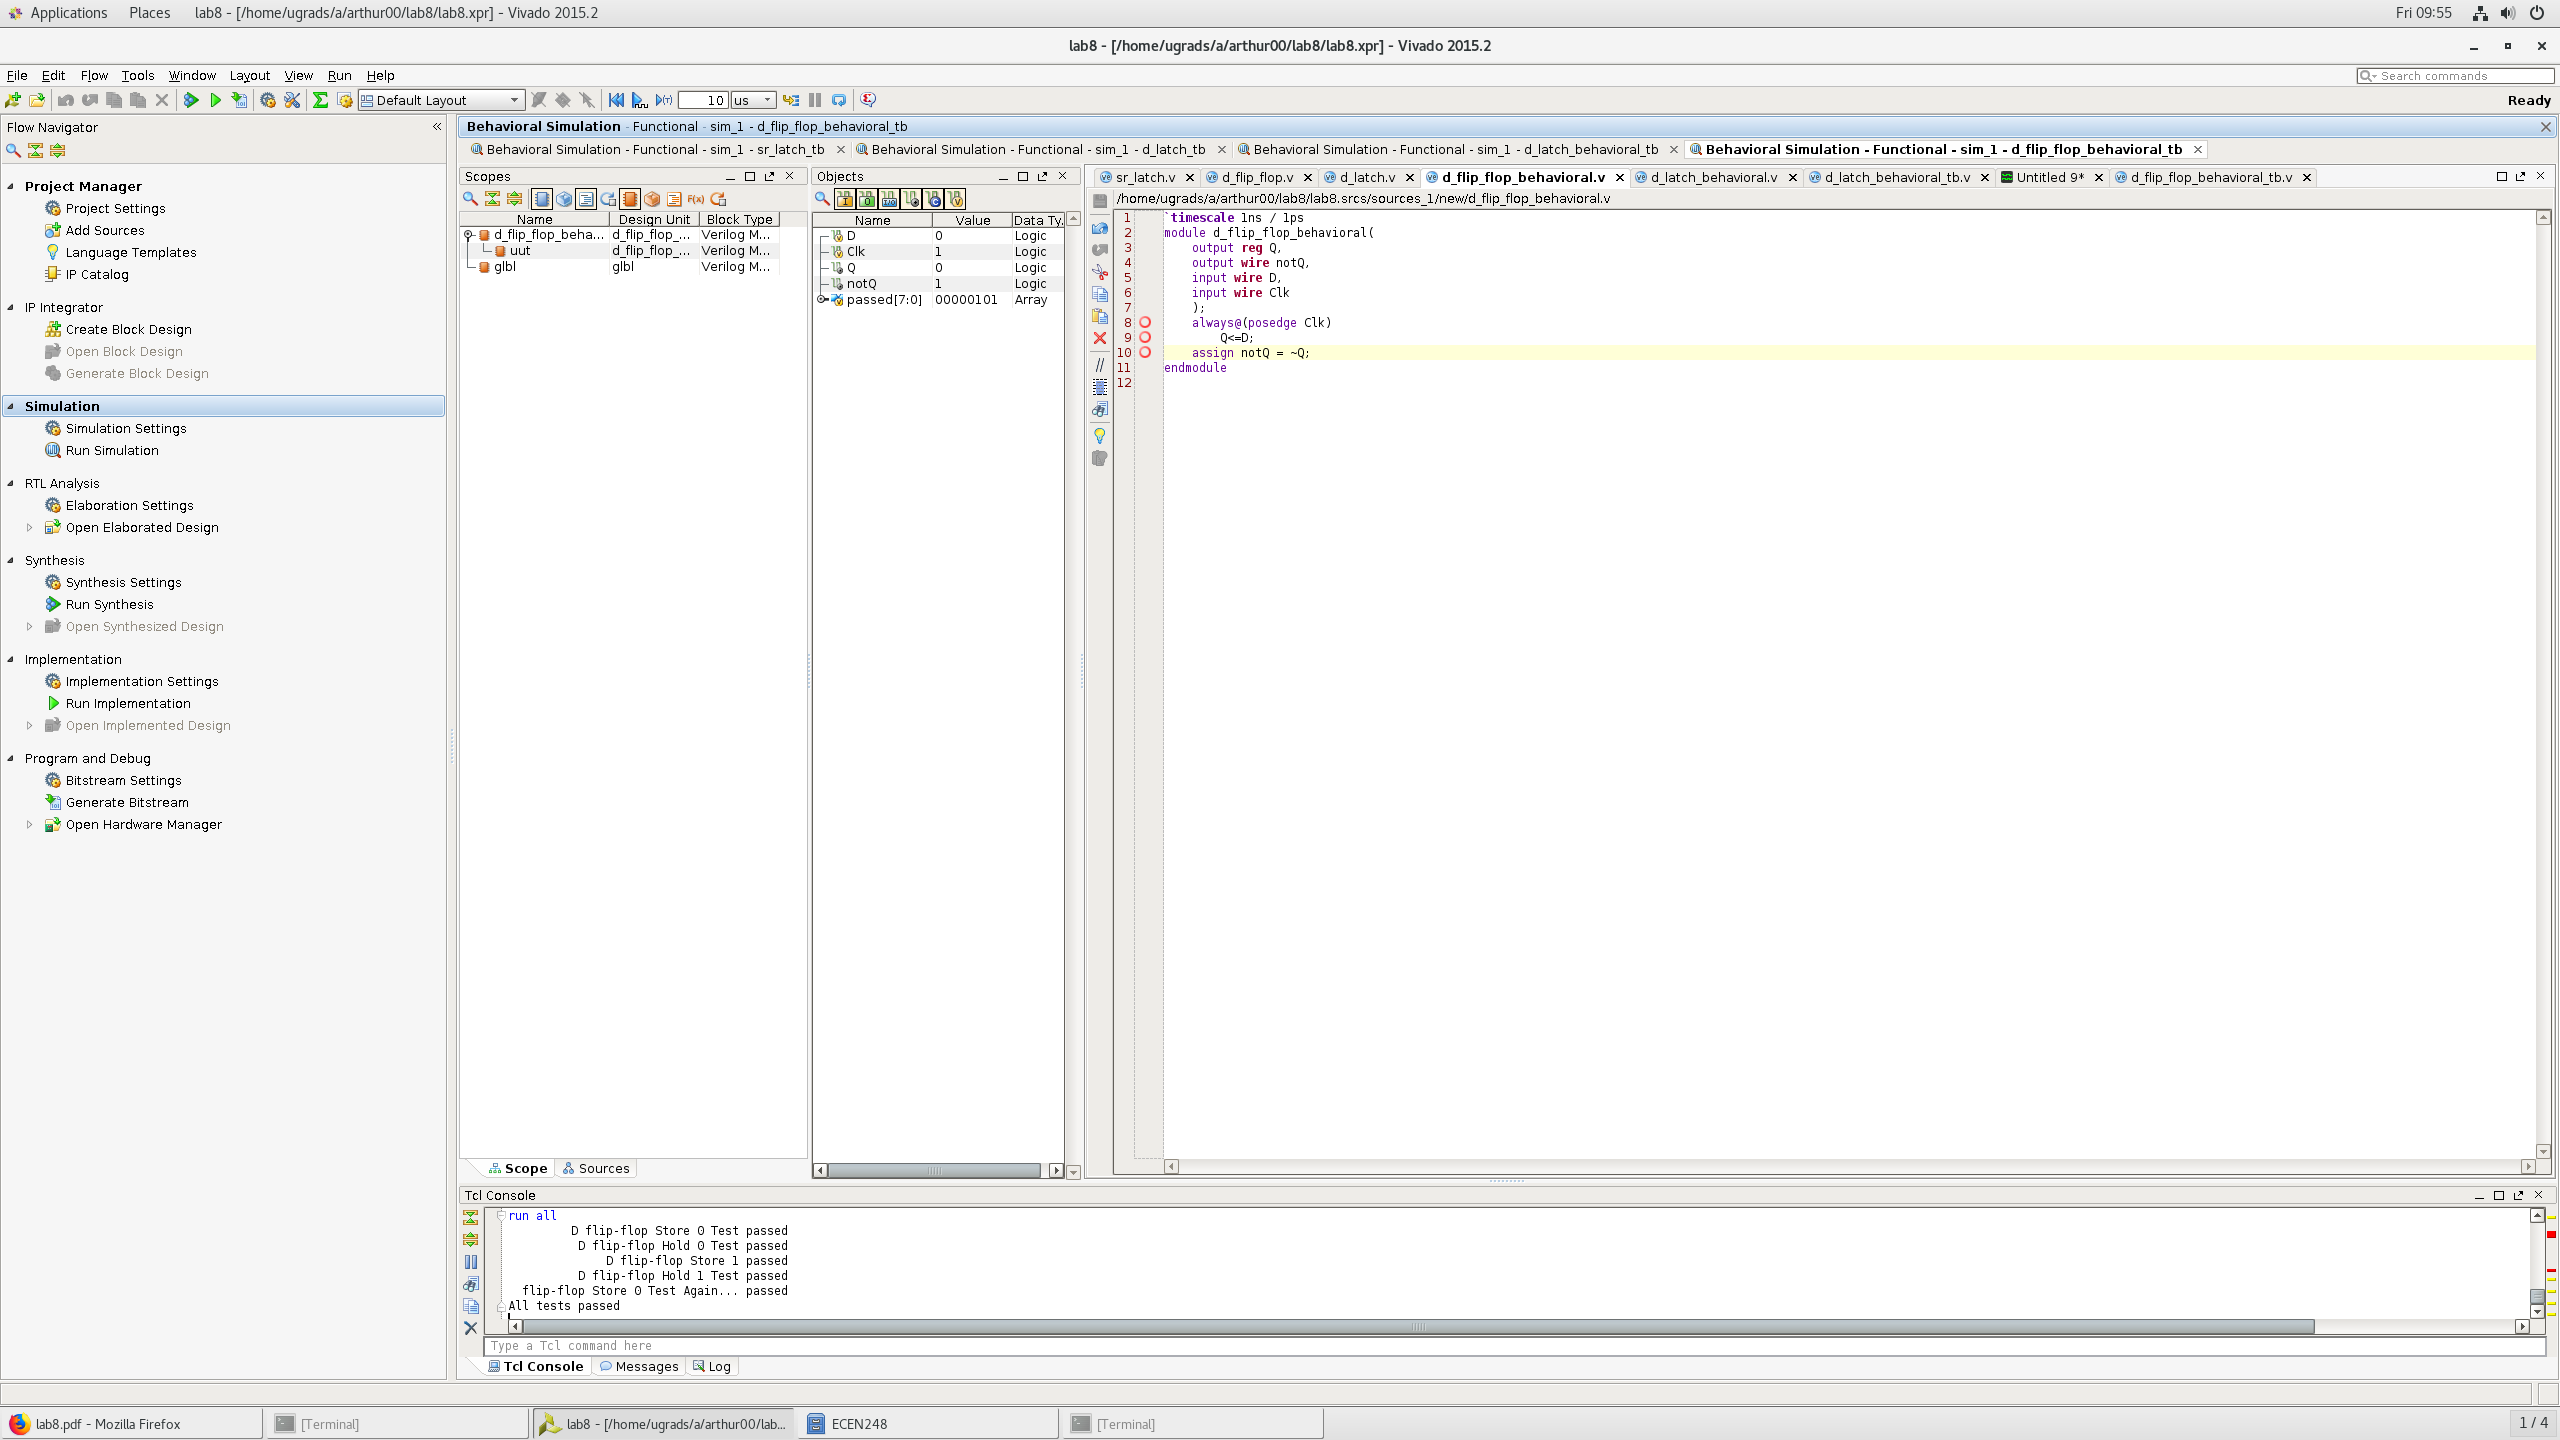 Applications Places lab8 - [/home/ugrads/a/arthur00/lab8/lab8.xpr] - Vivado 2015.2 Fri 09:55
lab8 - [/home/ugrads/a/arthur00/lab8/lab8.xpr] - Vivado 2015.2
File Edit Flow Tools Window Layout View Run Help Search commands
Default Layout 10 us Ready
Flow Navigator
Project Manager
Project Settings
Add Sources
Language Templates
IP Catalog
IP Integrator
Create Block Design
Open Block Design
Generate Block Design
Simulation
Simulation Settings
Run Simulation
RTL Analysis
Elaboration Settings
Open Elaborated Design
Synthesis
Synthesis Settings
Run Synthesis
Open Synthesized Design
Implementation
Implementation Settings
Run Implementation
Open Implemented Design
Program and Debug
Bitstream Settings
Generate Bitstream
Open Hardware Manager
Behavioral Simulation - Functional - sim_1 - d_flip_flop_behavioral_tb
Behavioral Simulation - Functional - sim_1 - sr_latch_tb Behavioral Simulation - Functional - sim_1 - d_latch_tb Behavioral Simulation - Functional - sim_1 - d_latch_behavioral_tb Behavioral Simulation - Functional - sim_1 - d_flip_flop_behavioral_tb
Scopes
F(x)
Name Design Unit Block Type
d_flip_flop_beha... d_flip_flop_... Verilog M...
uut d_flip_flop_... Verilog M...
glbl glbl Verilog M...
Scope Sources
Objects
Name Value Data Ty.
D 0 Logic
Clk 1 Logic
Q 0 Logic
notQ 1 Logic
passed[7:0] 00000101 Array
sr_latch.v d_flip_flop.v d_latch.v d_flip_flop_behavioral.v d_latch_behavioral.v d_latch_behavioral_tb.v Untitled 9* d_flip_flop_behavioral_tb.v
/home/ugrads/a/arthur00/lab8/lab8.srcs/sources_1/new/d_flip_flop_behavioral.v
1 `timescale 1ns / 1ps
2 module d_flip_flop_behavioral(
3 output reg Q,
4 output wire notQ,
5 input wire D,
6 input wire Clk
7 );
8 always@(posedge Clk)
9 Q<=D;
10 assign notQ = ~Q;
11 endmodule
12
Tcl Console
run all
D flip-flop Store 0 Test passed
D flip-flop Hold 0 Test passed
D flip-flop Store 1 passed
D flip-flop Hold 1 Test passed
flip-flop Store 0 Test Again... passed
All tests passed
Type a Tcl command here
Tcl Console Messages Log
lab8.pdf - Mozilla Firefox [Terminal] lab8 - [/home/ugrads/a/arthur00/lab... ECEN248 [Terminal] 1 / 4